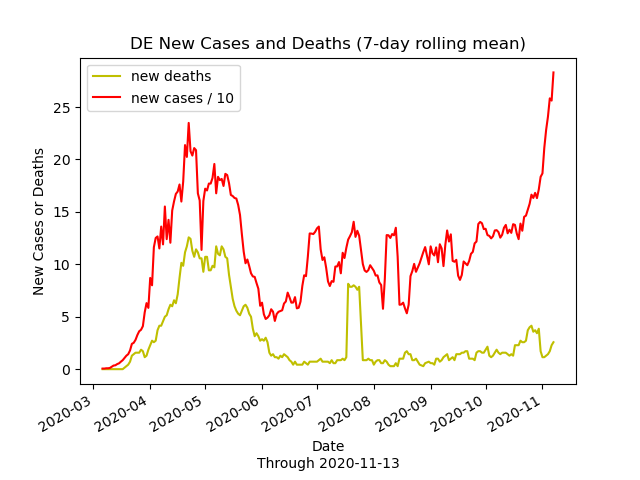 DE New Cases and Deaths (7-day rolling mean)
new deaths
new cases / 10
25
20
15
10
5
0
New Cases or Deaths
2020-03
2020-04
2020-05
2020-06
2020-07
2020-08
2020-09
2020-10
2020-11
Date
Through 2020-11-13